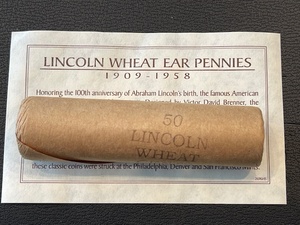 LINCOLN WHEAT EAR PENNIES
1909-1958
Honoring the 100th anniversary of Abraham Lincoln's birth, the famous American
Victor David Brenner, the
50
LINCOLN
WHEAT
these classic coins were struck at the Philadelphia, Denver and San Francisco Mints.